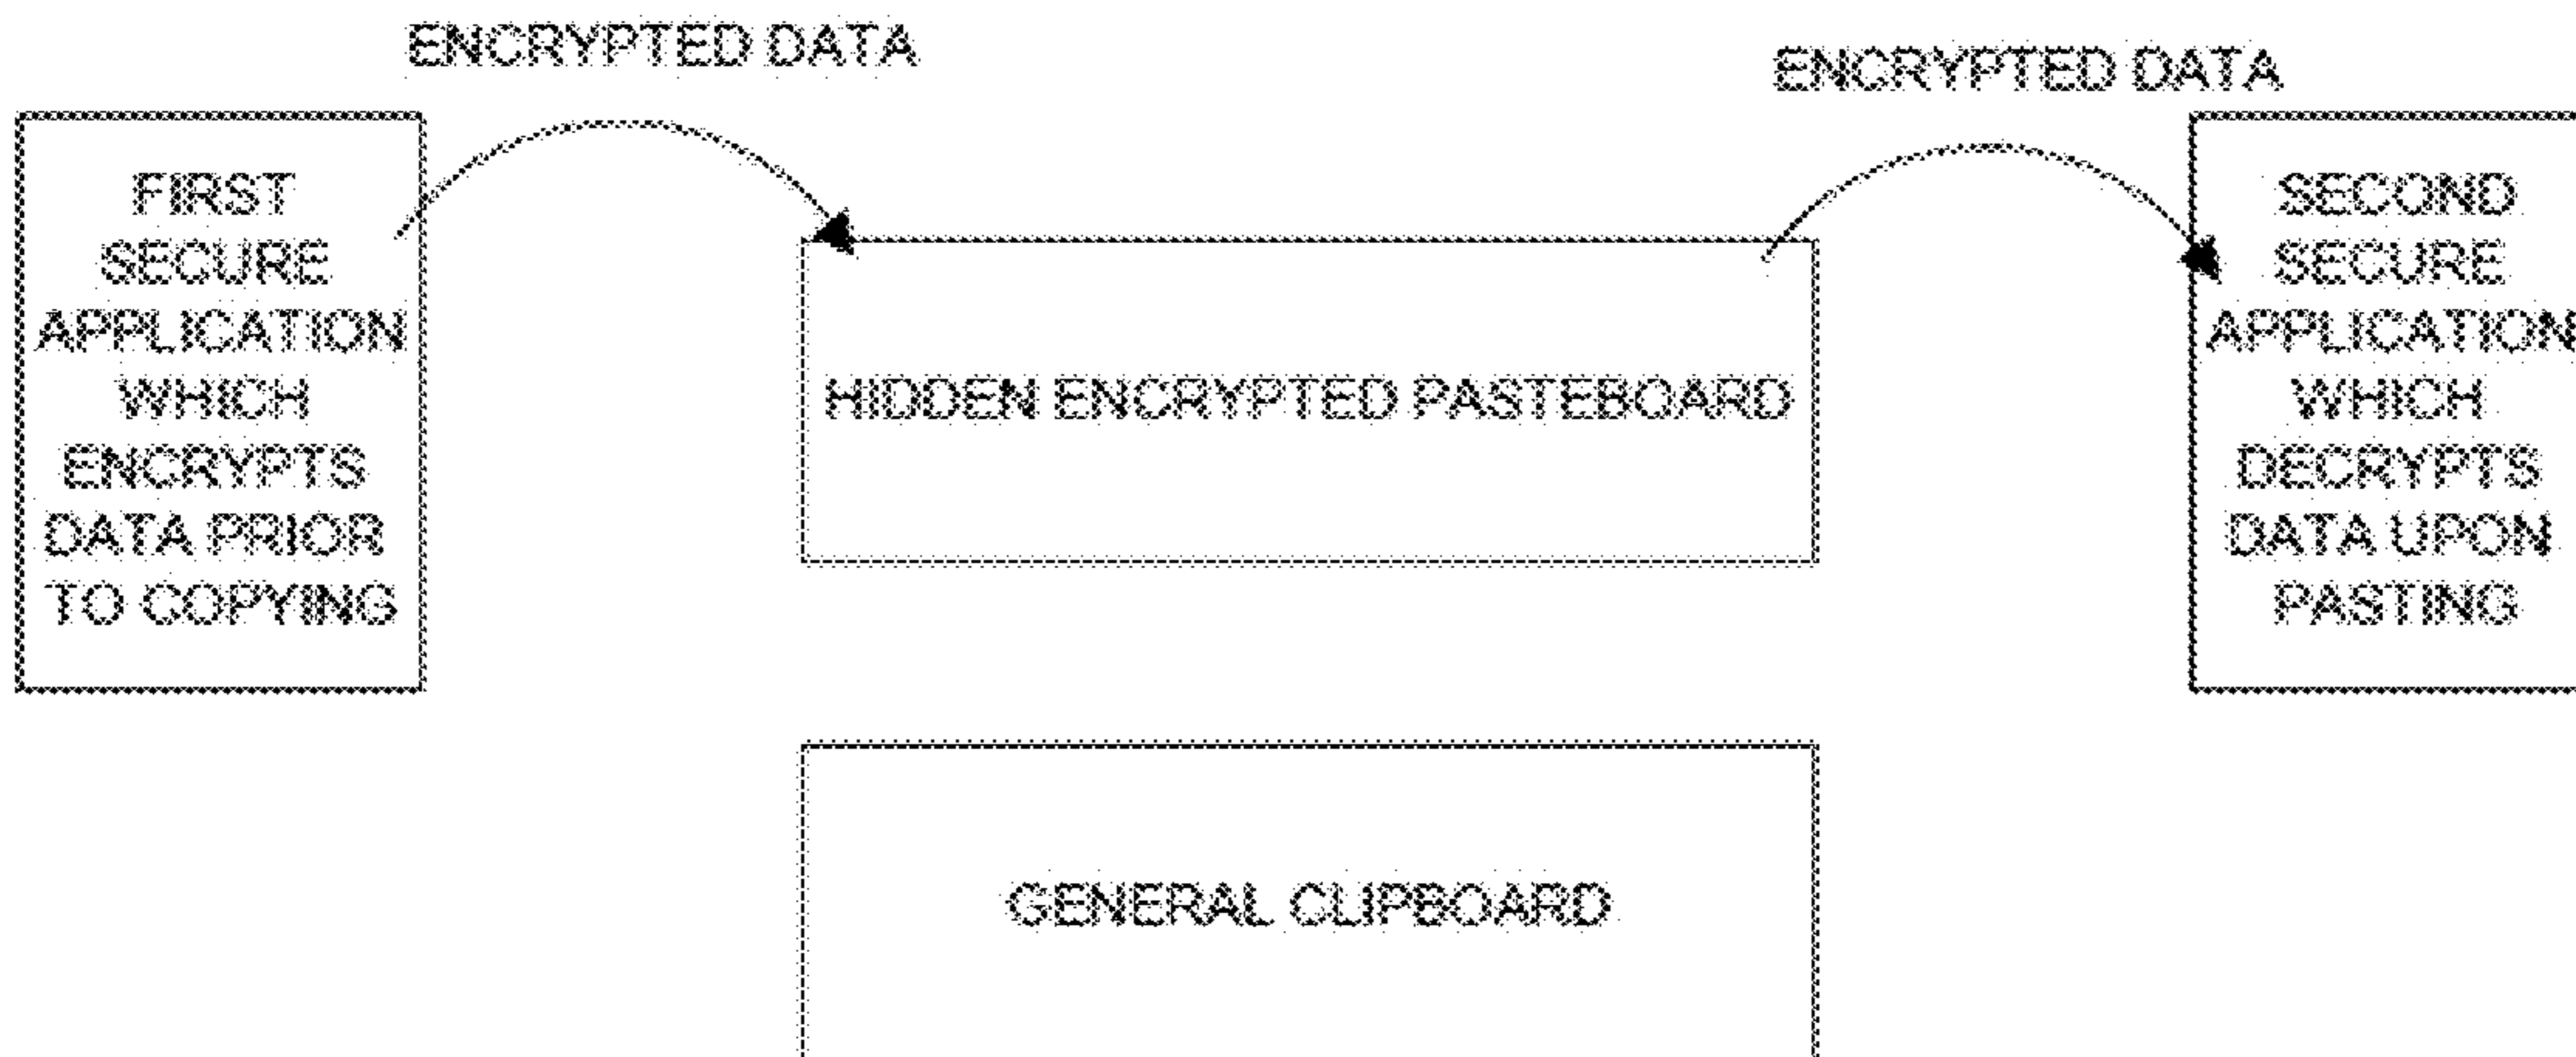 ENCRYPTED DATA
ENCRYPTED DATA
FIRST
SECURE
APPLICATION
WHICH
ENCRYPTS
DATA PRIOR
TO COPYING
HIDDEN ENCRYPTED PASTEBOARD
SECOND
SECURE
APPLICATION
WHICH
DECRYPTS
DATA UPON
PASTING
GENERAL CLIPBOARD